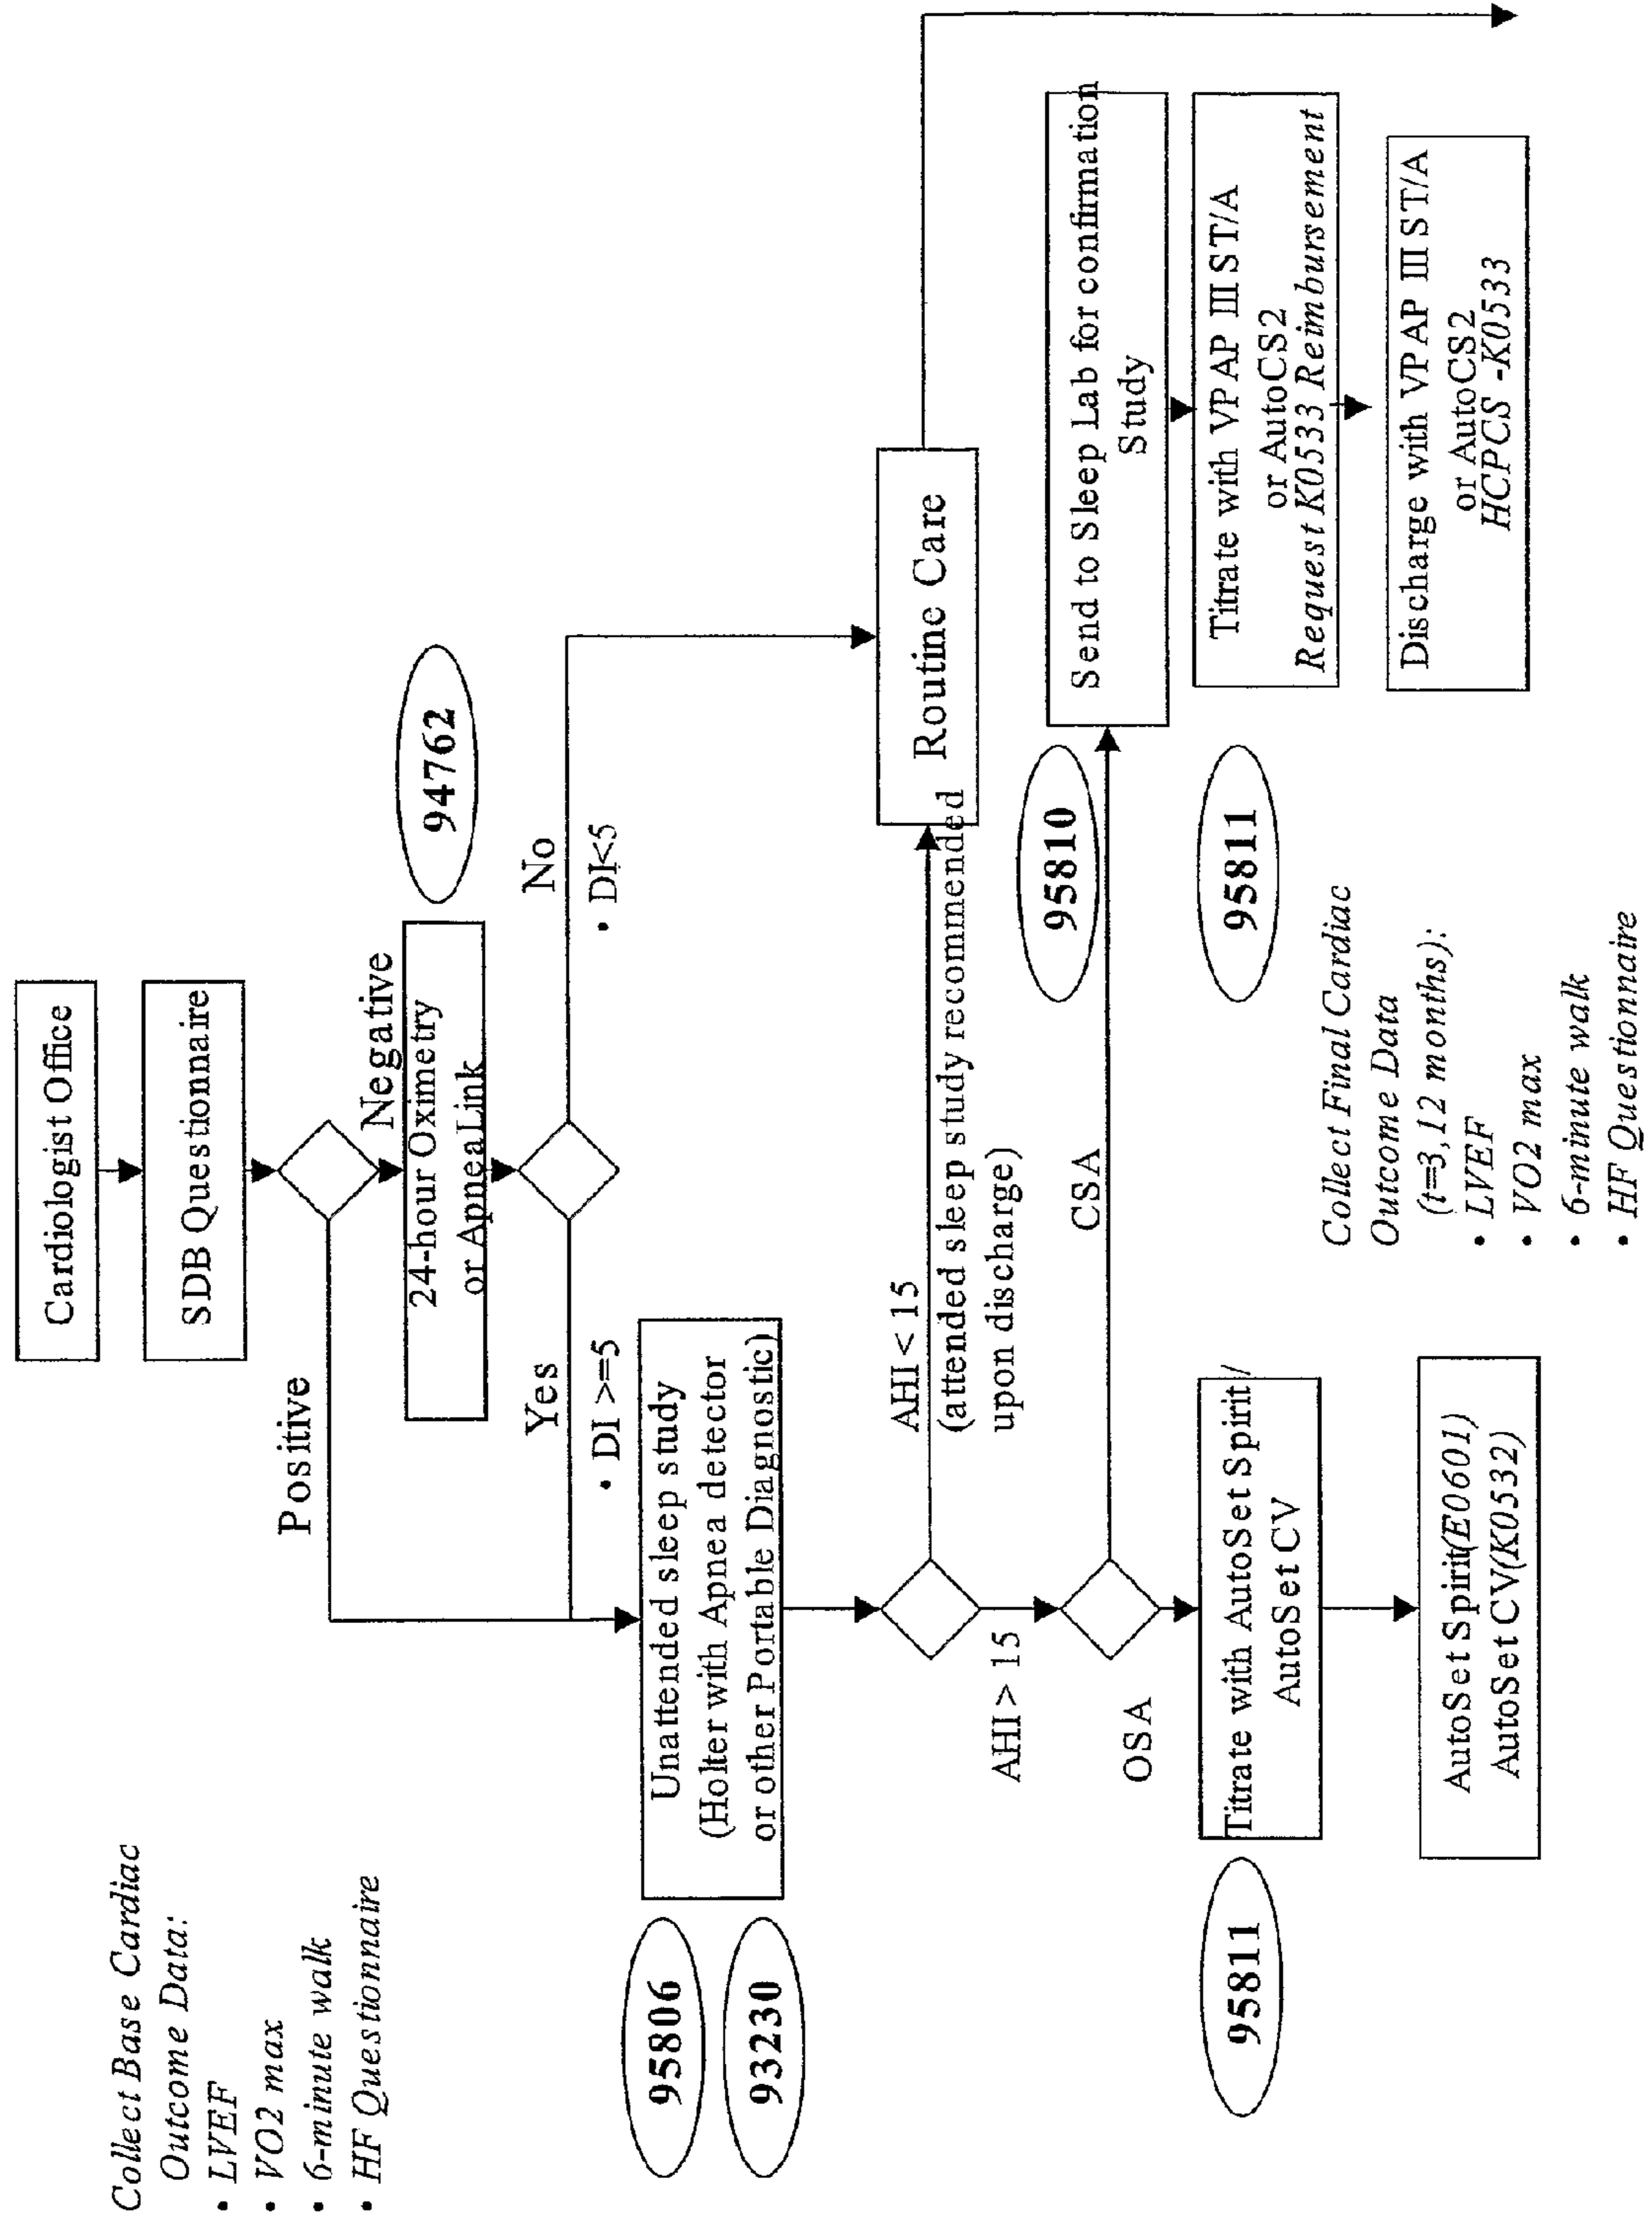 Cardiologist Office
SDB Questionnaire
Collect Base Cardiac
Outcome Data:
• LVEF
• VO2 max
• 6-minute walk
• HF Questionnaire
Positive
Negative
24-hour Oximetry
or ApneaLink
94762
Yes
No
• DI >=5
• DI<5
95806
93230
Unattended sleep study
(Holter with Apnea detector
or other Portable Diagnostic)
Routine Care
AHI < 15
(attended sleep study recommended
upon discharge)
AHI > 15
OSA
CSA
95810
Send to Sleep Lab for confirmation
Study
95811
Titrate with AutoSet Spirit /
AutoSet CV
95811
Titrate with VPAP III ST/A
or AutoCS2
Request K0533 Reimbursement
AutoSet Spirit(E0601)
AutoSet CV(K0532)
Collect Final Cardiac
Outcome Data
(t=3,12 months):
• LVEF
• VO2 max
• 6-minute walk
• HF Questionnaire
Discharge with VPAP III ST/A
or AutoCS2
HCPCS -K0533